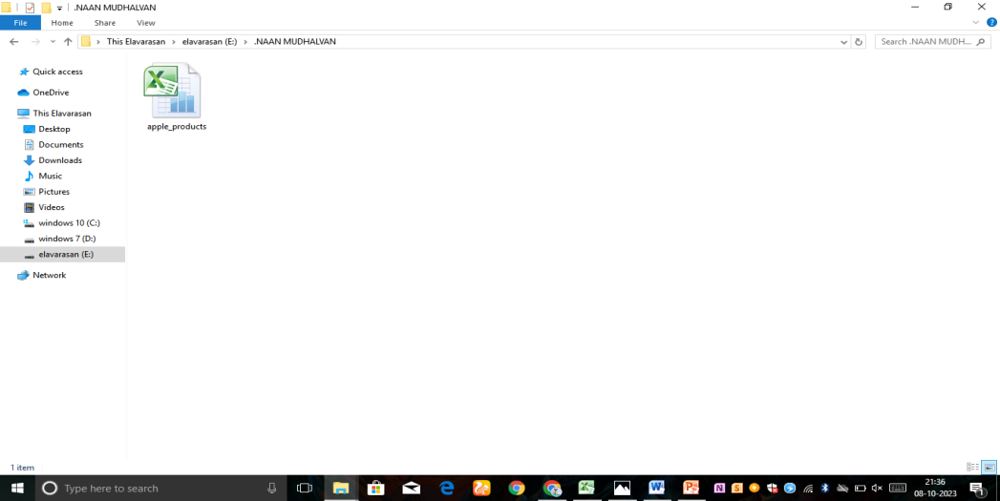 .NAAN MUDHALVAN
File Home Share View
This Elavarasan › elavarasan (E:) › .NAAN MUDHALVAN
Search .NAAN MUDH...
Quick access
OneDrive
This Elavarasan
Desktop
Documents
Downloads
Music
Pictures
Videos
windows 10 (C:)
windows 7 (D:)
elavarasan (E:)
Network
apple_products
1 item
Type here to search
21:36
08-10-2023